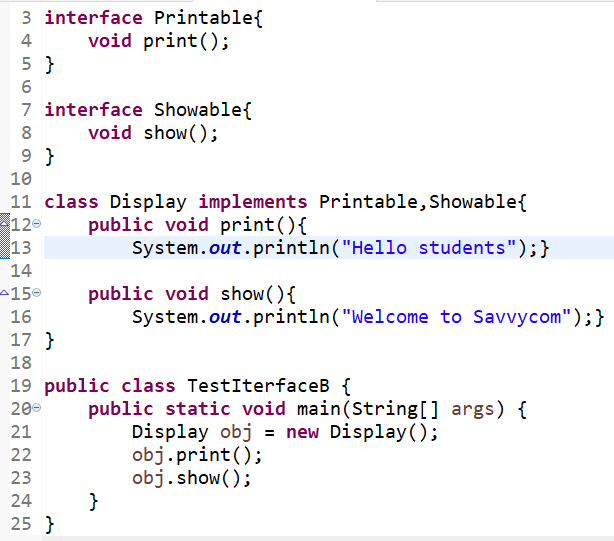 3 interface Printable{
4     void print();
5 }
6
7 interface Showable{
8     void show();
9 }
10
11 class Display implements Printable,Showable{
12     public void print(){
13         System.out.println("Hello students");}
14
15     public void show(){
16         System.out.println("Welcome to Savvycom");}
17 }
18
19 public class TestIterfaceB {
20     public static void main(String[] args) {
21         Display obj = new Display();
22         obj.print();
23         obj.show();
24     }
25 }